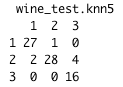 wine_test.knn5
1 2 3
1 27 1 0
2 2 28 4
3 0 0 16